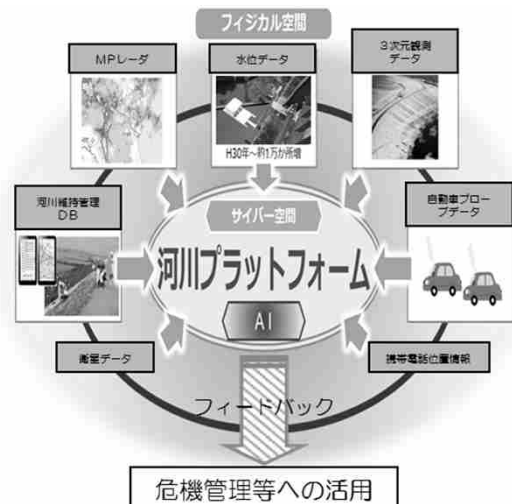 フィジカル空間
MPレーダ
水位データ
3次元観測
データ
H30年～約1万か所増
河川維持管理
DB
サイバー空間
自動車プロー
ブデータ
河川プラットフォーム
AI
衛星データ
携帯電話位置情報
フィードバック
危機管理等への活用